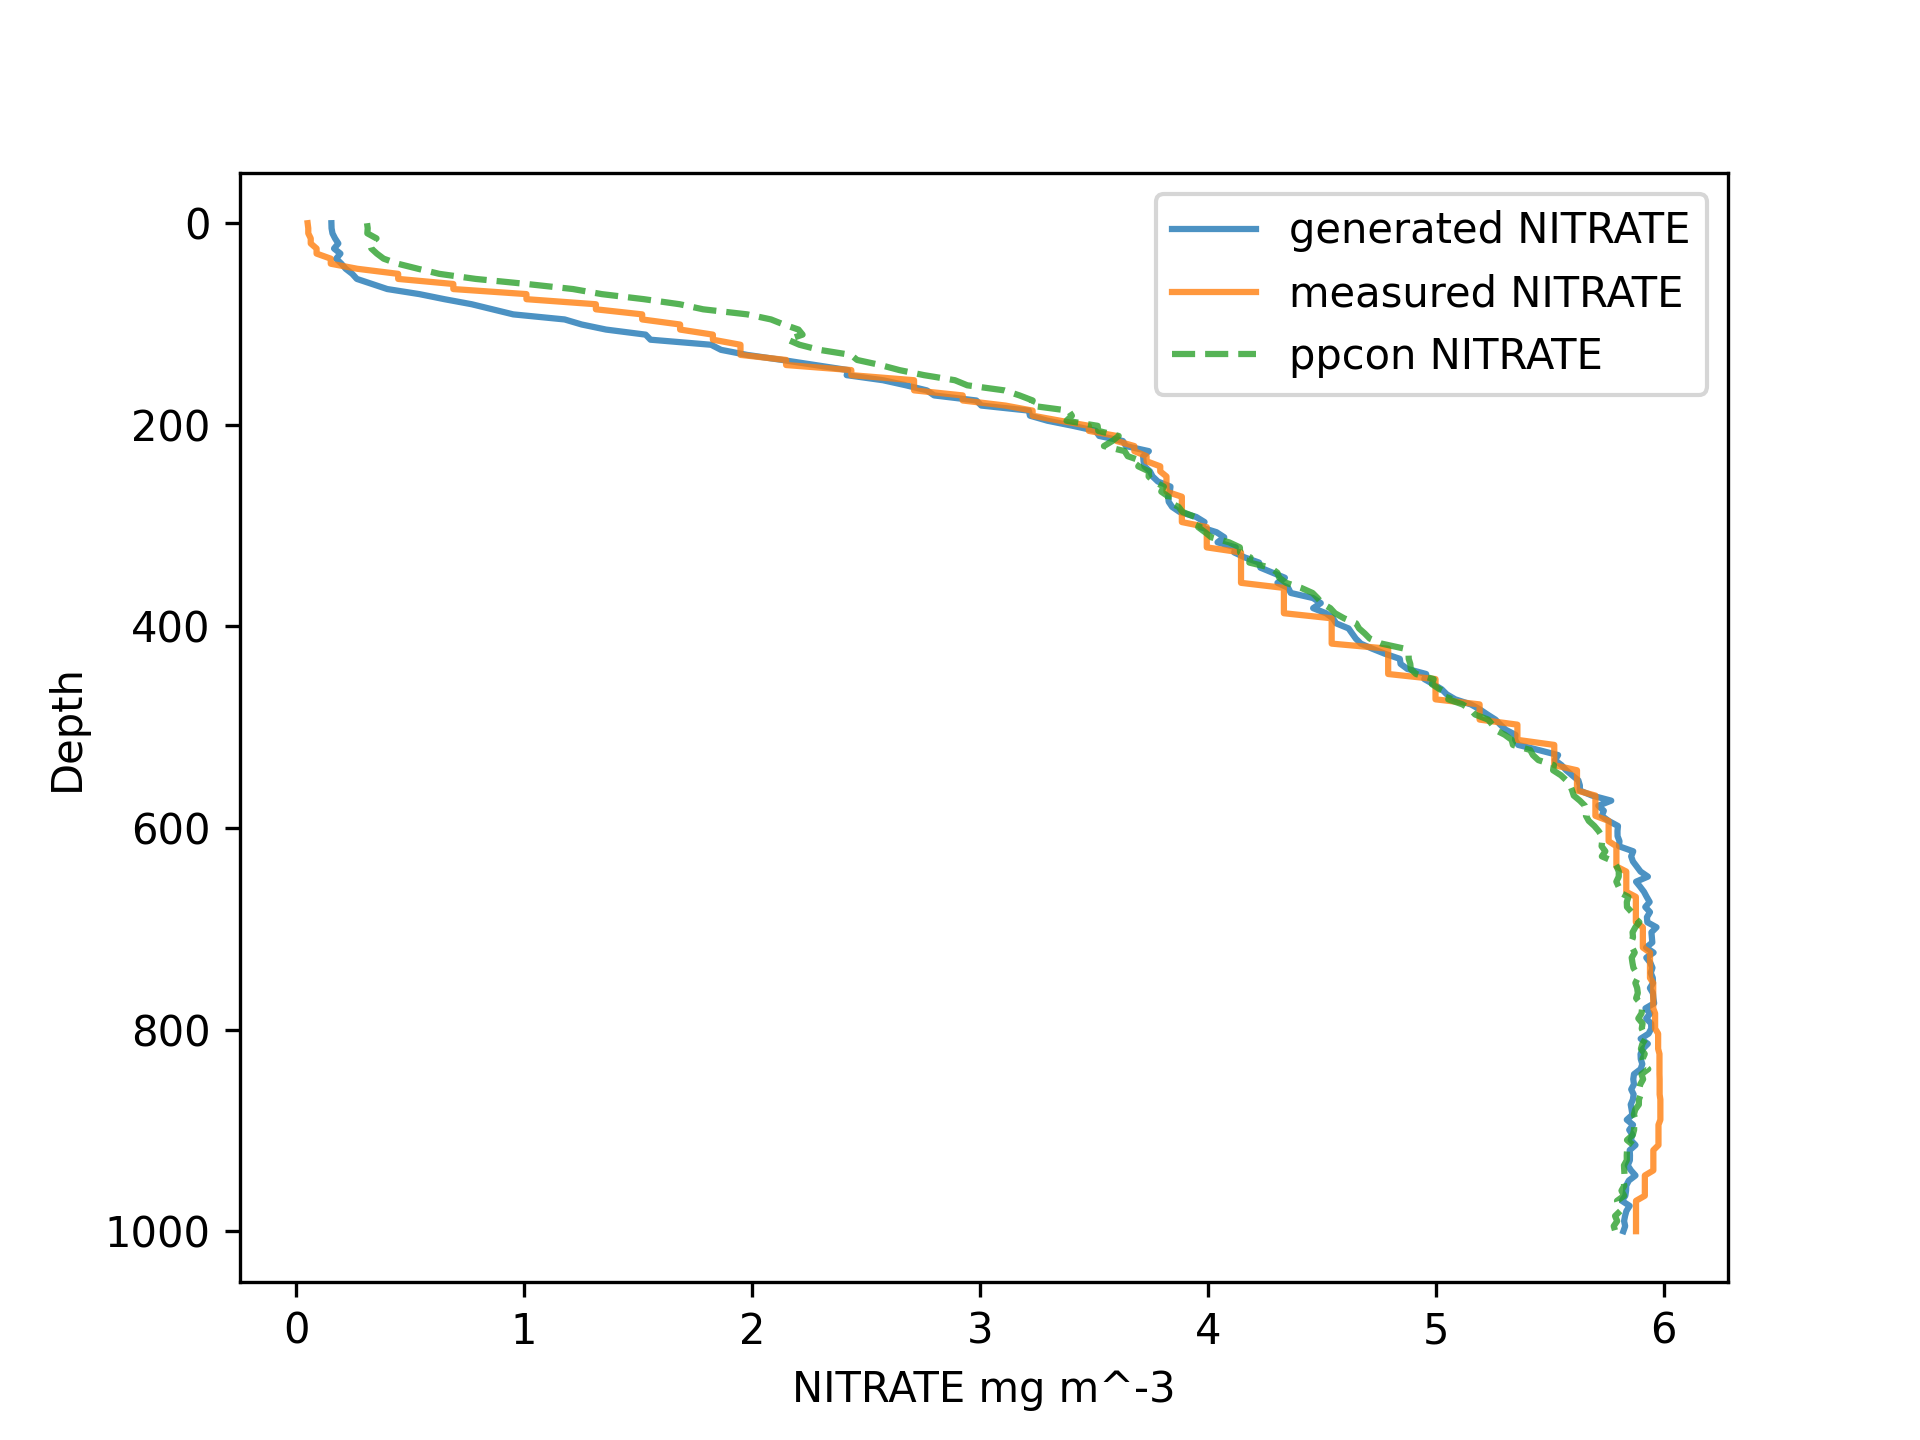 generated NITRATE
measured NITRATE
ppcon NITRATE
0
200
400
600
800
1000
Depth
0 1 2 3 4 5 6
NITRATE mg m^-3